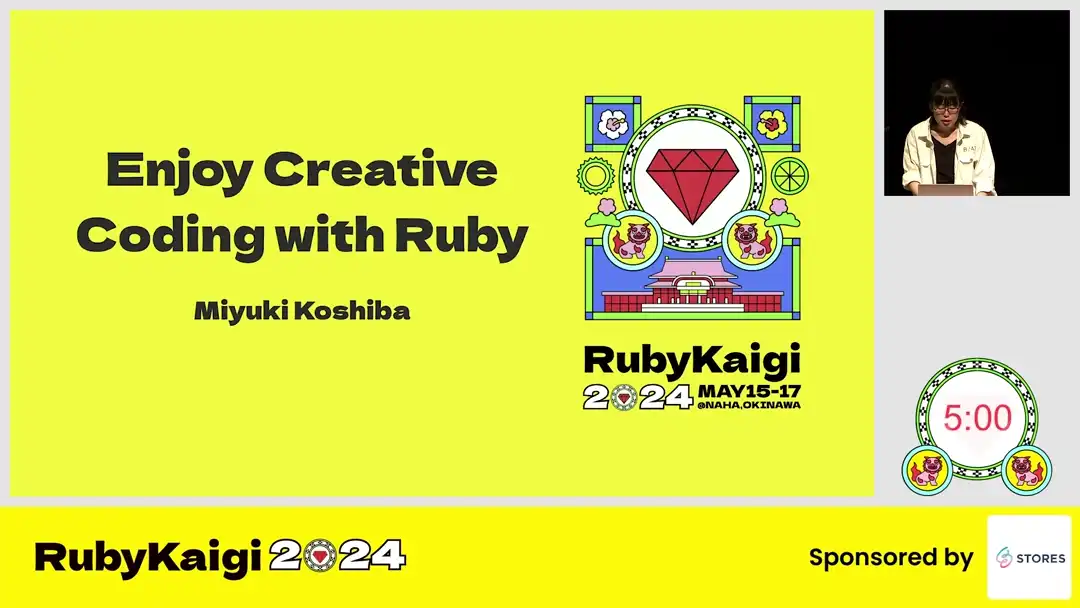 Enjoy Creative
Coding with Ruby
Miyuki Koshiba
RubyKaigi
2024 MAY15-17
@NAHA,OKINAWA
5:00
RubyKaigi 2024
Sponsored by
STORES